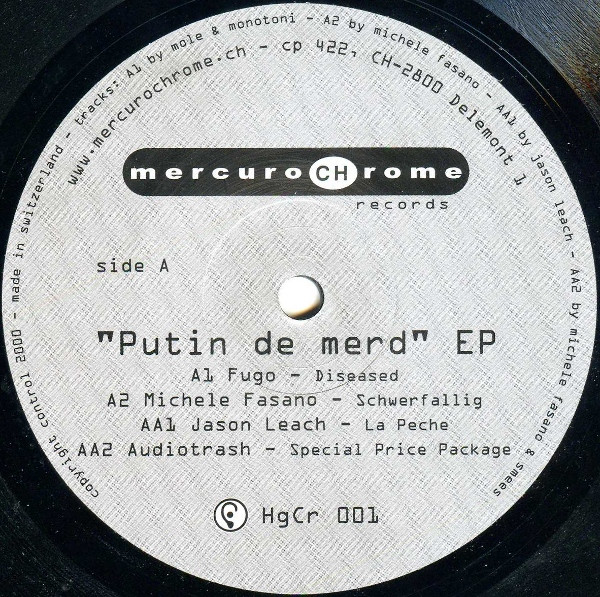 copyright control 2000 - made in switzerland - tracks: A1 by mole & monotoni - A2 by michele fasano - AA1 by jason leach - AA2 by michele fasano & smees
www.mercurochrome.ch - cp 422, CH-2800 Delemont 1
mercuroCHrome
records
side A
"Putin de merd" EP
A1 Fugo - Diseased
A2 Michele Fasano - Schwerfallig
AA1 Jason Leach - La Peche
AA2 Audiotrash - Special Price Package
HgCr 001